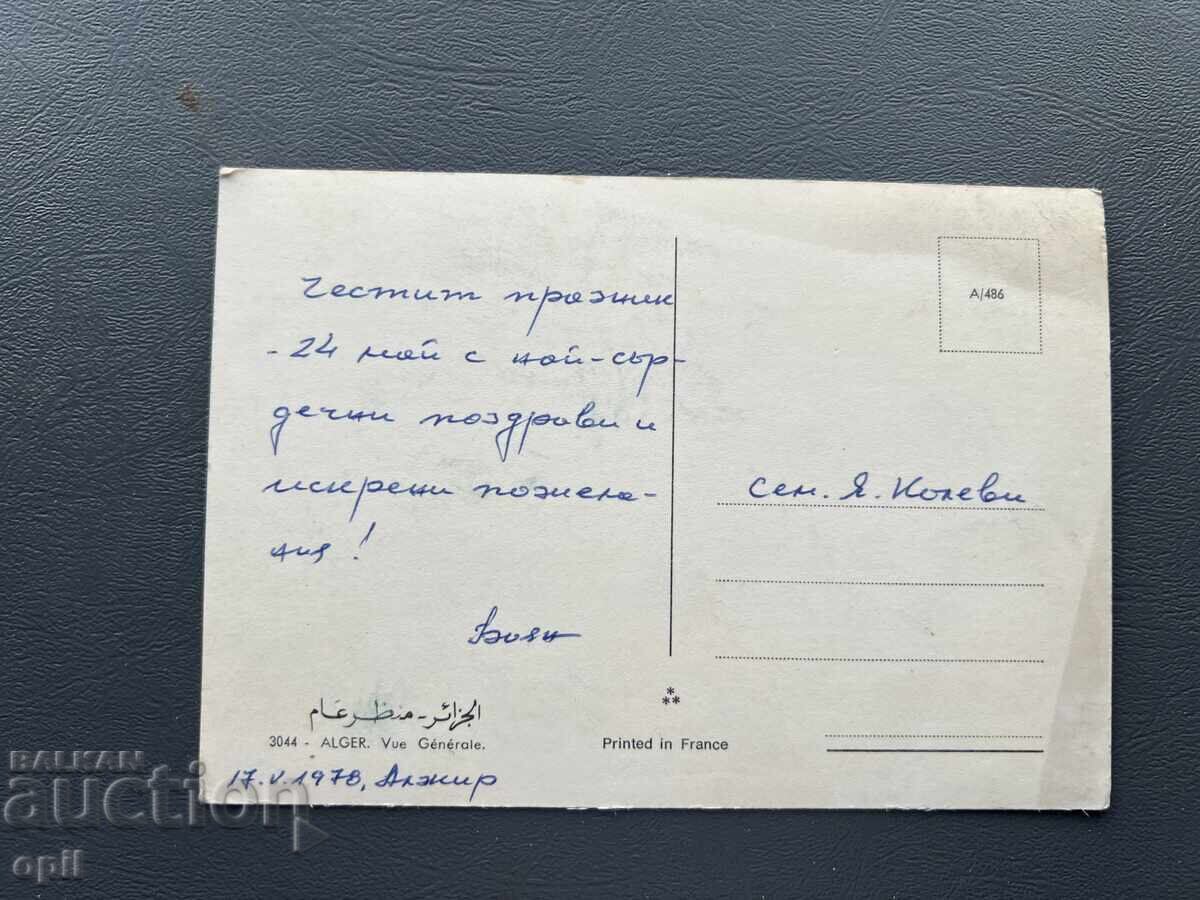 Честит празник
- 24 май с най-сър-
дечни поздрави и
искрени пожела-
ния!
Боян
الجزائر - منظر عام
3044 - ALGER. Vue Générale.
17.V.1978, Алжир
A/486
сем. Я. Колеви
Printed in France
BALKAN
auction
opll